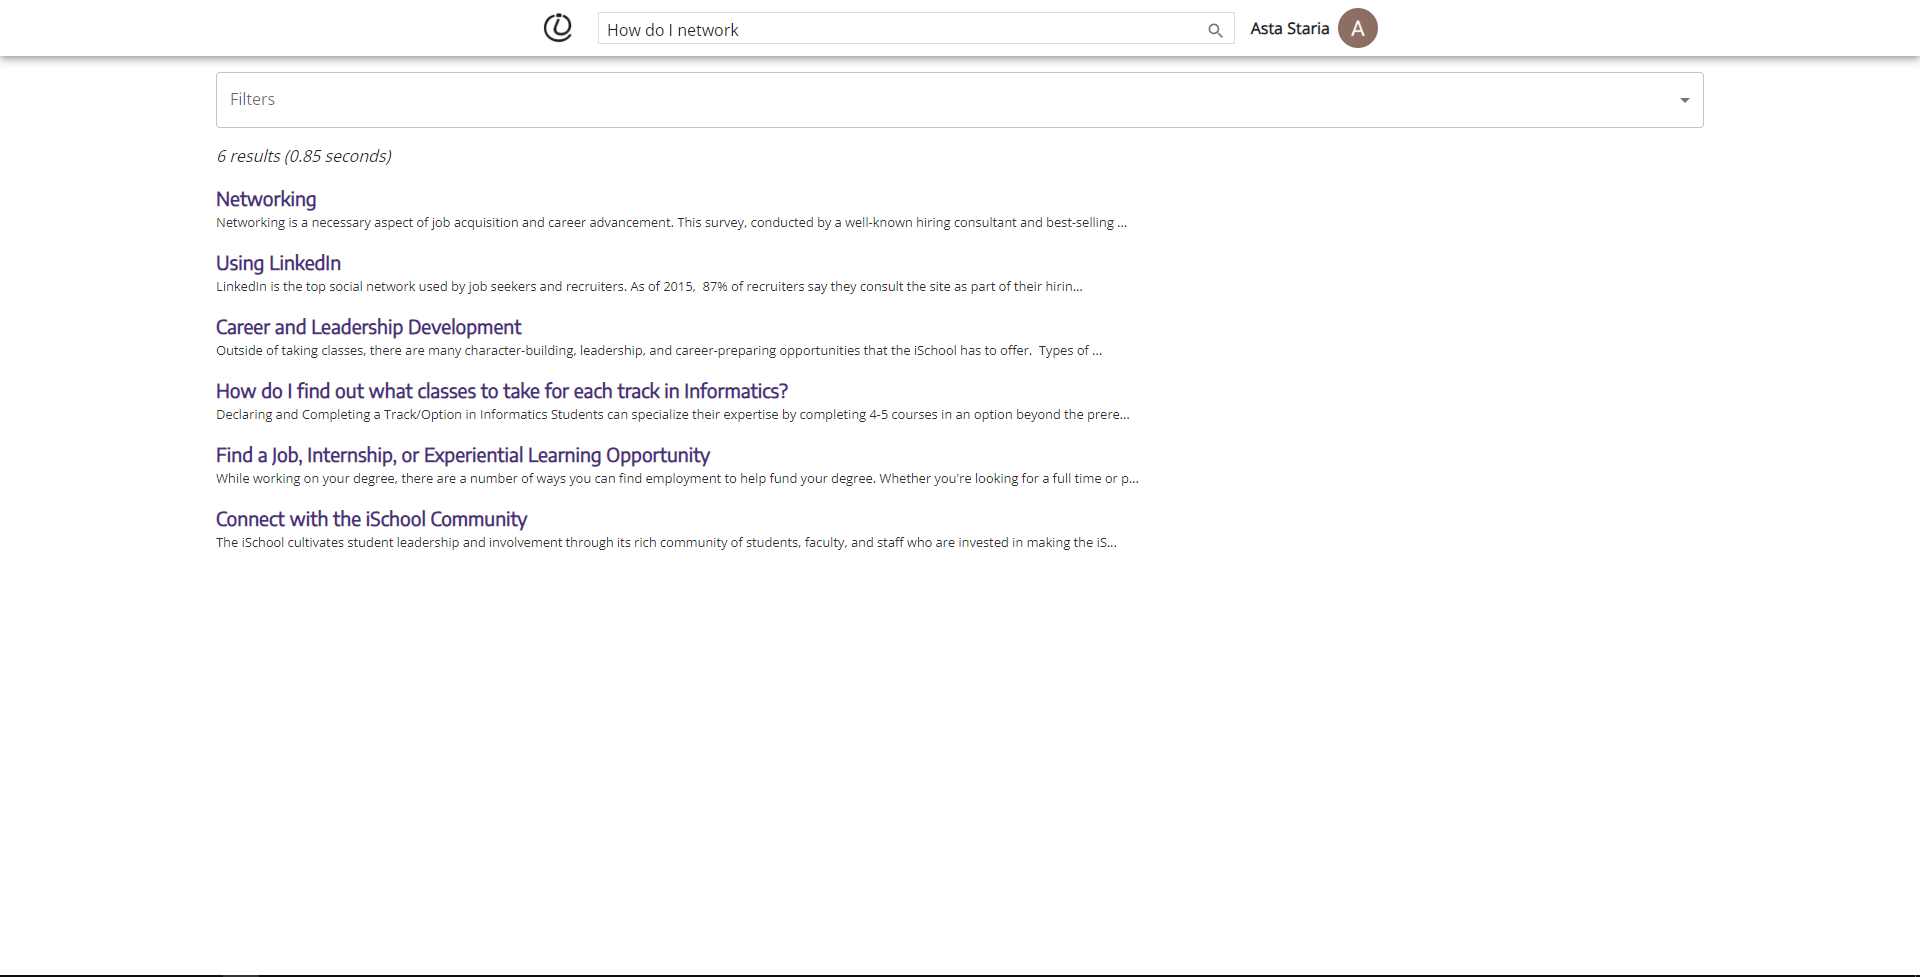 How do I network
Asta Staria
A
Filters
6 results (0.85 seconds)
Networking
Networking is a necessary aspect of job acquisition and career advancement. This survey, conducted by a well-known hiring consultant and best-selling ...
Using LinkedIn
LinkedIn is the top social network used by job seekers and recruiters. As of 2015,  87% of recruiters say they consult the site as part of their hirin...
Career and Leadership Development
Outside of taking classes, there are many character-building, leadership, and career-preparing opportunities that the iSchool has to offer.  Types of ...
How do I find out what classes to take for each track in Informatics?
Declaring and Completing a Track/Option in Informatics Students can specialize their expertise by completing 4-5 courses in an option beyond the prere...
Find a Job, Internship, or Experiential Learning Opportunity
While working on your degree, there are a number of ways you can find employment to help fund your degree. Whether you're looking for a full time or p...
Connect with the iSchool Community
The iSchool cultivates student leadership and involvement through its rich community of students, faculty, and staff who are invested in making the iS...